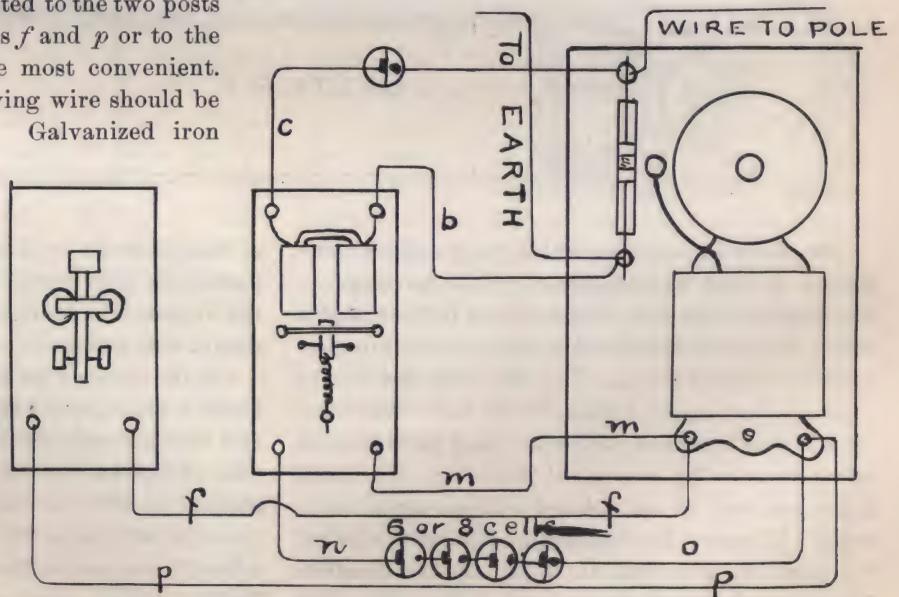 ted to the two posts
s f and p or to the
e most convenient.
ving wire should be
Galvanized iron
WIRE TO POLE
TO EARTH
c
b
s
m
m
f
f
6 or 8 cells
n
o
p
p